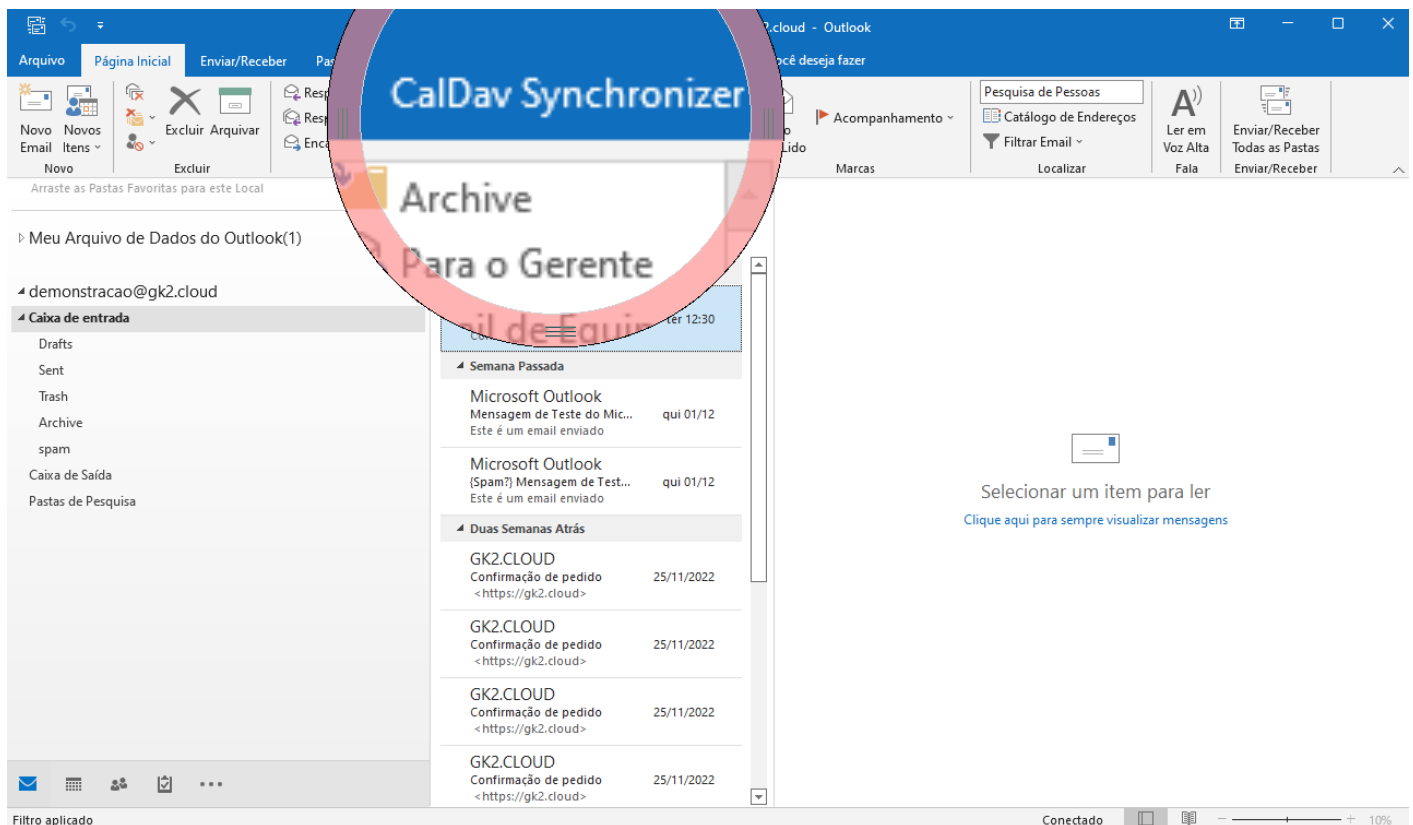 2.cloud - Outlook
Arquivo Página Inicial Enviar/Receber Pas ocê deseja fazer
CalDav Synchronizer
Novo Email
Novos Itens
Excluir Arquivar
Novo
Excluir
Resp
Resp
Enca
Archive
Para o Gerente
ail de Equip
Lido
Acompanhamento
Marcas
Pesquisa de Pessoas
Catálogo de Endereços
Filtrar Email
Localizar
Ler em Voz Alta
Fala
Enviar/Receber Todas as Pastas
Enviar/Receber
Arraste as Pastas Favoritas para este Local
Meu Arquivo de Dados do Outlook(1)
demonstracao@gk2.cloud
Caixa de entrada
Drafts
Sent
Trash
Archive
spam
Caixa de Saída
Pastas de Pesquisa
ter 12:30
Semana Passada
Microsoft Outlook
Mensagem de Teste do Mic... qui 01/12
Este é um email enviado
Microsoft Outlook
{Spam?} Mensagem de Test... qui 01/12
Este é um email enviado
Duas Semanas Atrás
GK2.CLOUD
Confirmação de pedido 25/11/2022
<https://gk2.cloud>
GK2.CLOUD
Confirmação de pedido 25/11/2022
<https://gk2.cloud>
GK2.CLOUD
Confirmação de pedido 25/11/2022
<https://gk2.cloud>
GK2.CLOUD
Confirmação de pedido 25/11/2022
<https://gk2.cloud>
Selecionar um item para ler
Clique aqui para sempre visualizar mensagens
Filtro aplicado
Conectado
10%